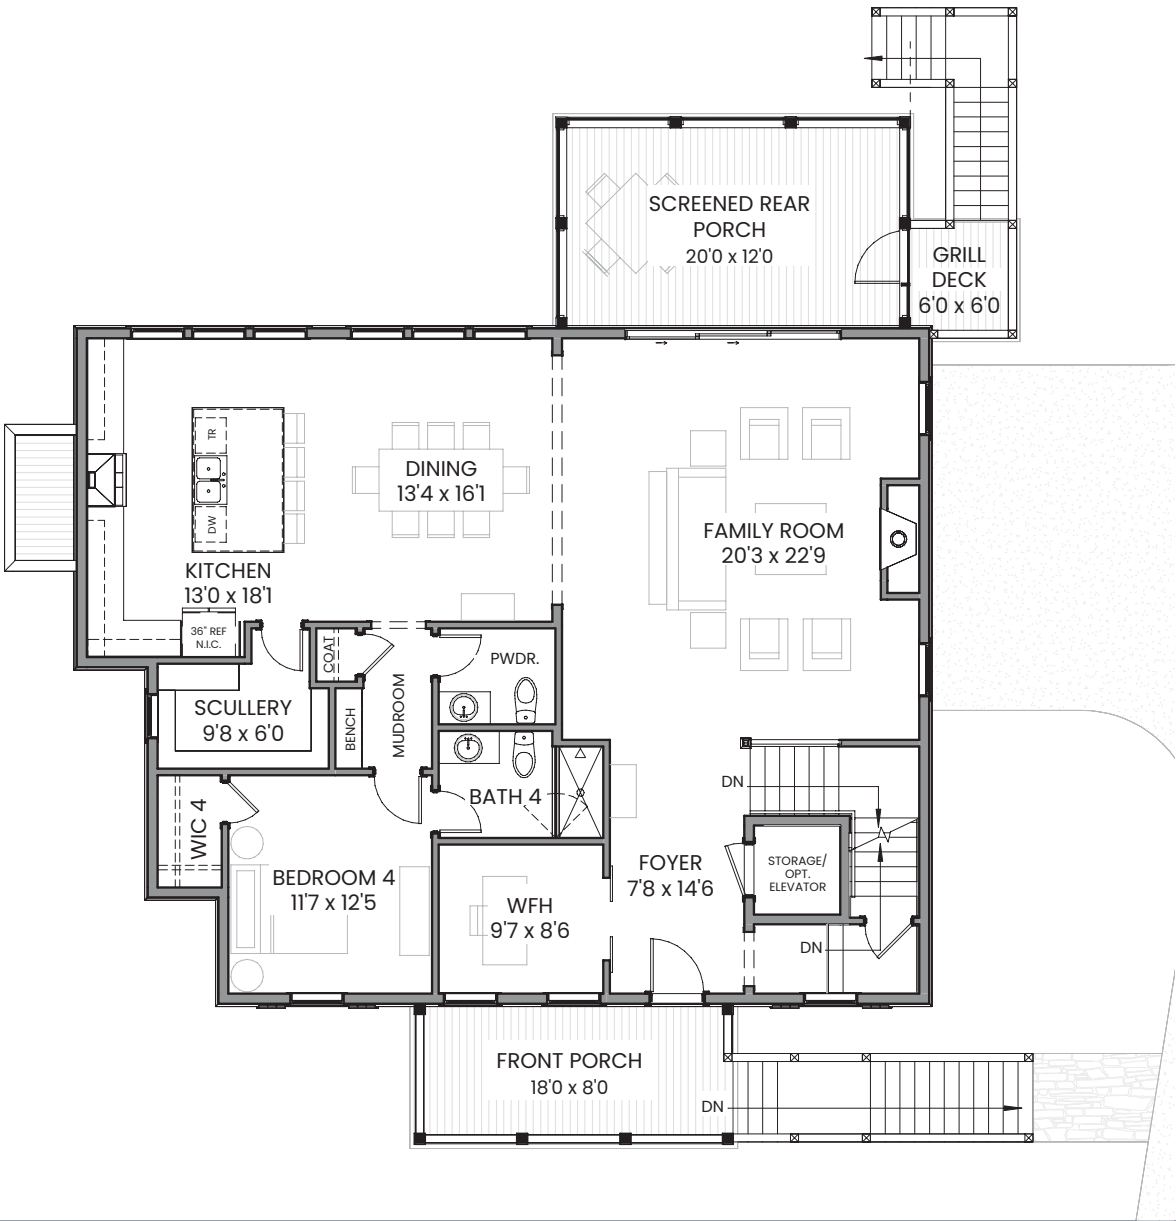 SCREENED REAR
PORCH
20'0 x 12'0
GRILL
DECK
6'0 x 6'0
TR
DW
DINING
13'4 x 16'1
FAMILY ROOM
20'3 x 22'9
KITCHEN
13'0 x 18'1
36" REF
N.I.C.
COAT
PWDR.
SCULLERY
9'8 x 6'0
BENCH
MUDROOM
DN
BATH 4
WIC 4
BEDROOM 4
11'7 x 12'5
WFH
9'7 x 8'6
FOYER
7'8 x 14'6
STORAGE/
OPT.
ELEVATOR
DN
FRONT PORCH
18'0 x 8'0
DN